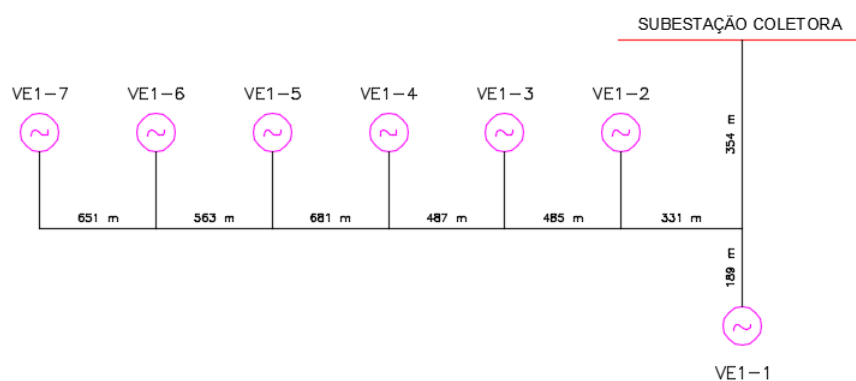 SUBESTAÇÃO COLETORA
VE1-7
VE1-6
VE1-5
VE1-4
VE1-3
VE1-2
354 m
651 m
563 m
681 m
487 m
485 m
331 m
189 m
VE1-1